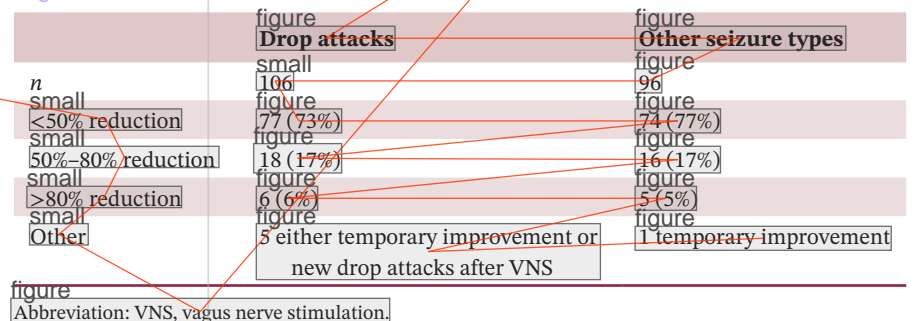 figure figure
Drop attacks Other seizure types
small figure
n 106 96
small figure figure
<50% reduction 77 (73%) 74 (77%)
small figure figure
50%–80% reduction 18 (17%) 16 (17%)
small figure figure
>80% reduction 6 (6%) 5 (5%)
small figure figure
Other 5 either temporary improvement or 1 temporary improvement
new drop attacks after VNS
figure
Abbreviation: VNS, vagus nerve stimulation.